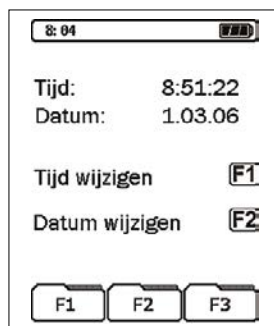 8:04
Tijd: 8:51:22
Datum: 1.03.06
Tijd wijzigen F1
Datum wijzigen F2
F1 F2 F3